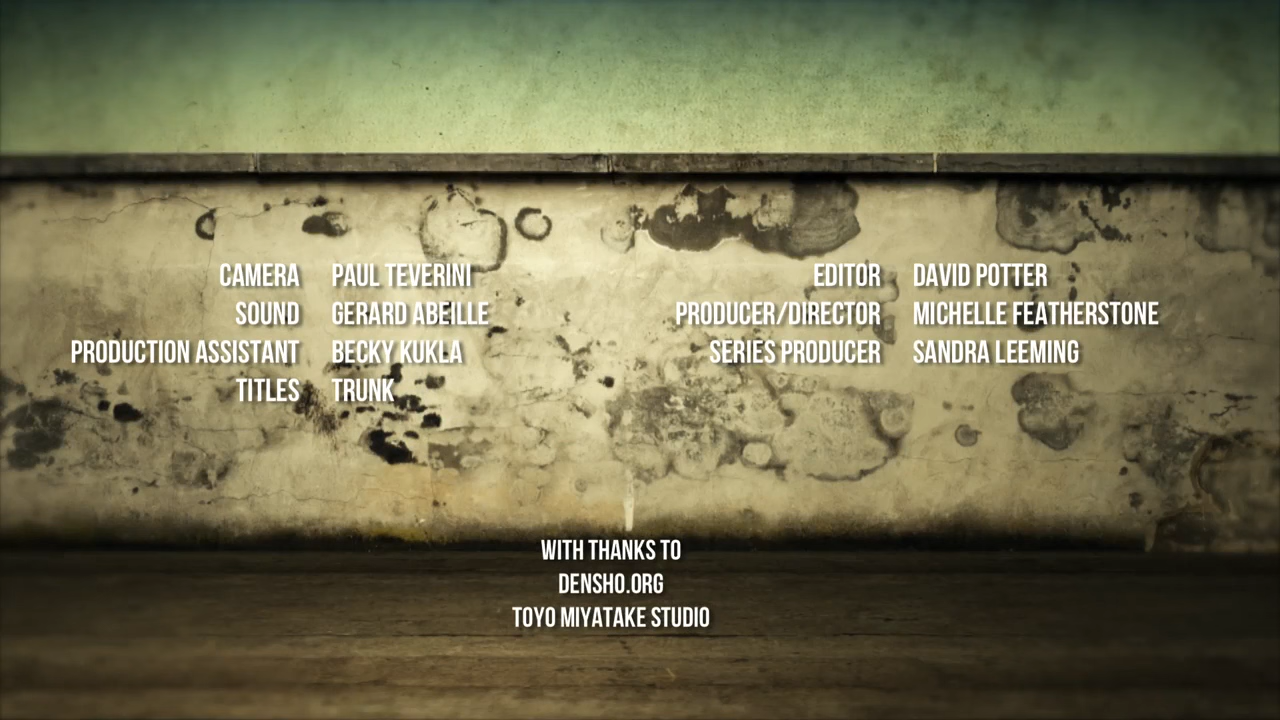 CAMERA PAUL TEVERINI
SOUND GERARD ABEILLE
PRODUCTION ASSISTANT BECKY KUKLA
TITLES TRUNK
EDITOR DAVID POTTER
PRODUCER/DIRECTOR MICHELLE FEATHERSTONE
SERIES PRODUCER SANDRA LEEMING
WITH THANKS TO
DENSHO.ORG
TOYO MIYATAKE STUDIO